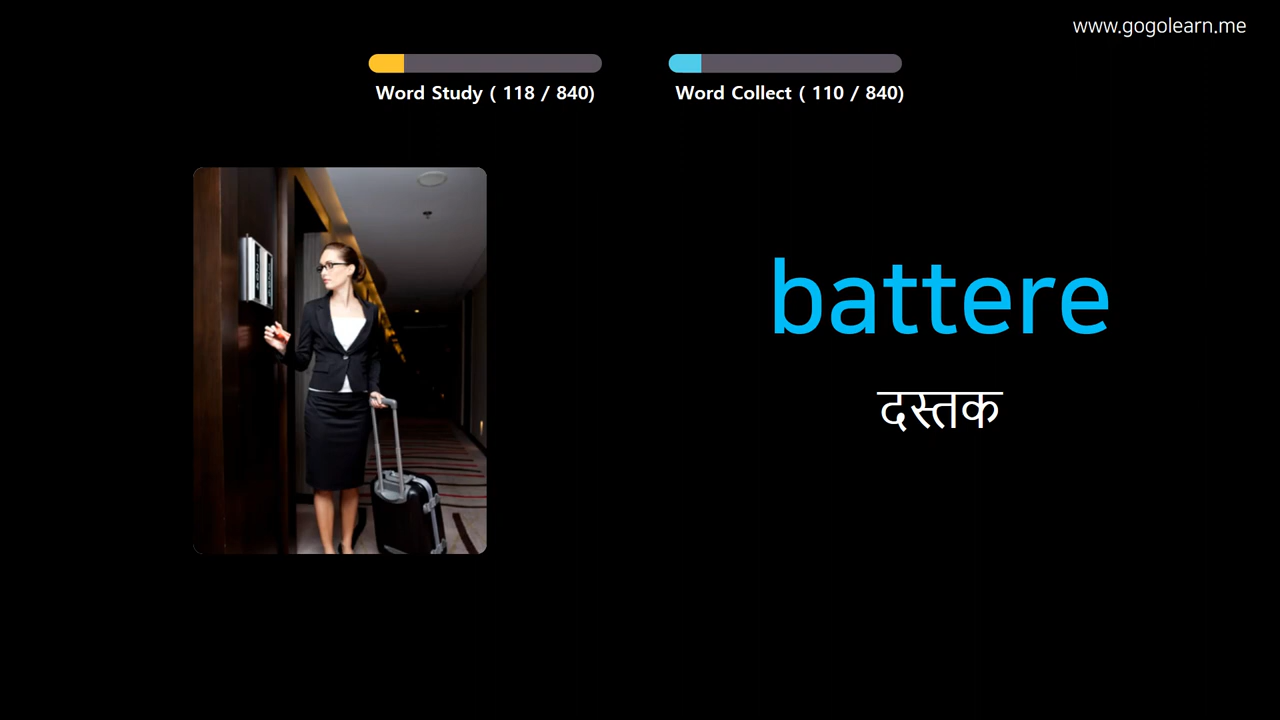 www.gogolearn.me
Word Study ( 118 / 840)
Word Collect ( 110 / 840)
battere
दस्तक